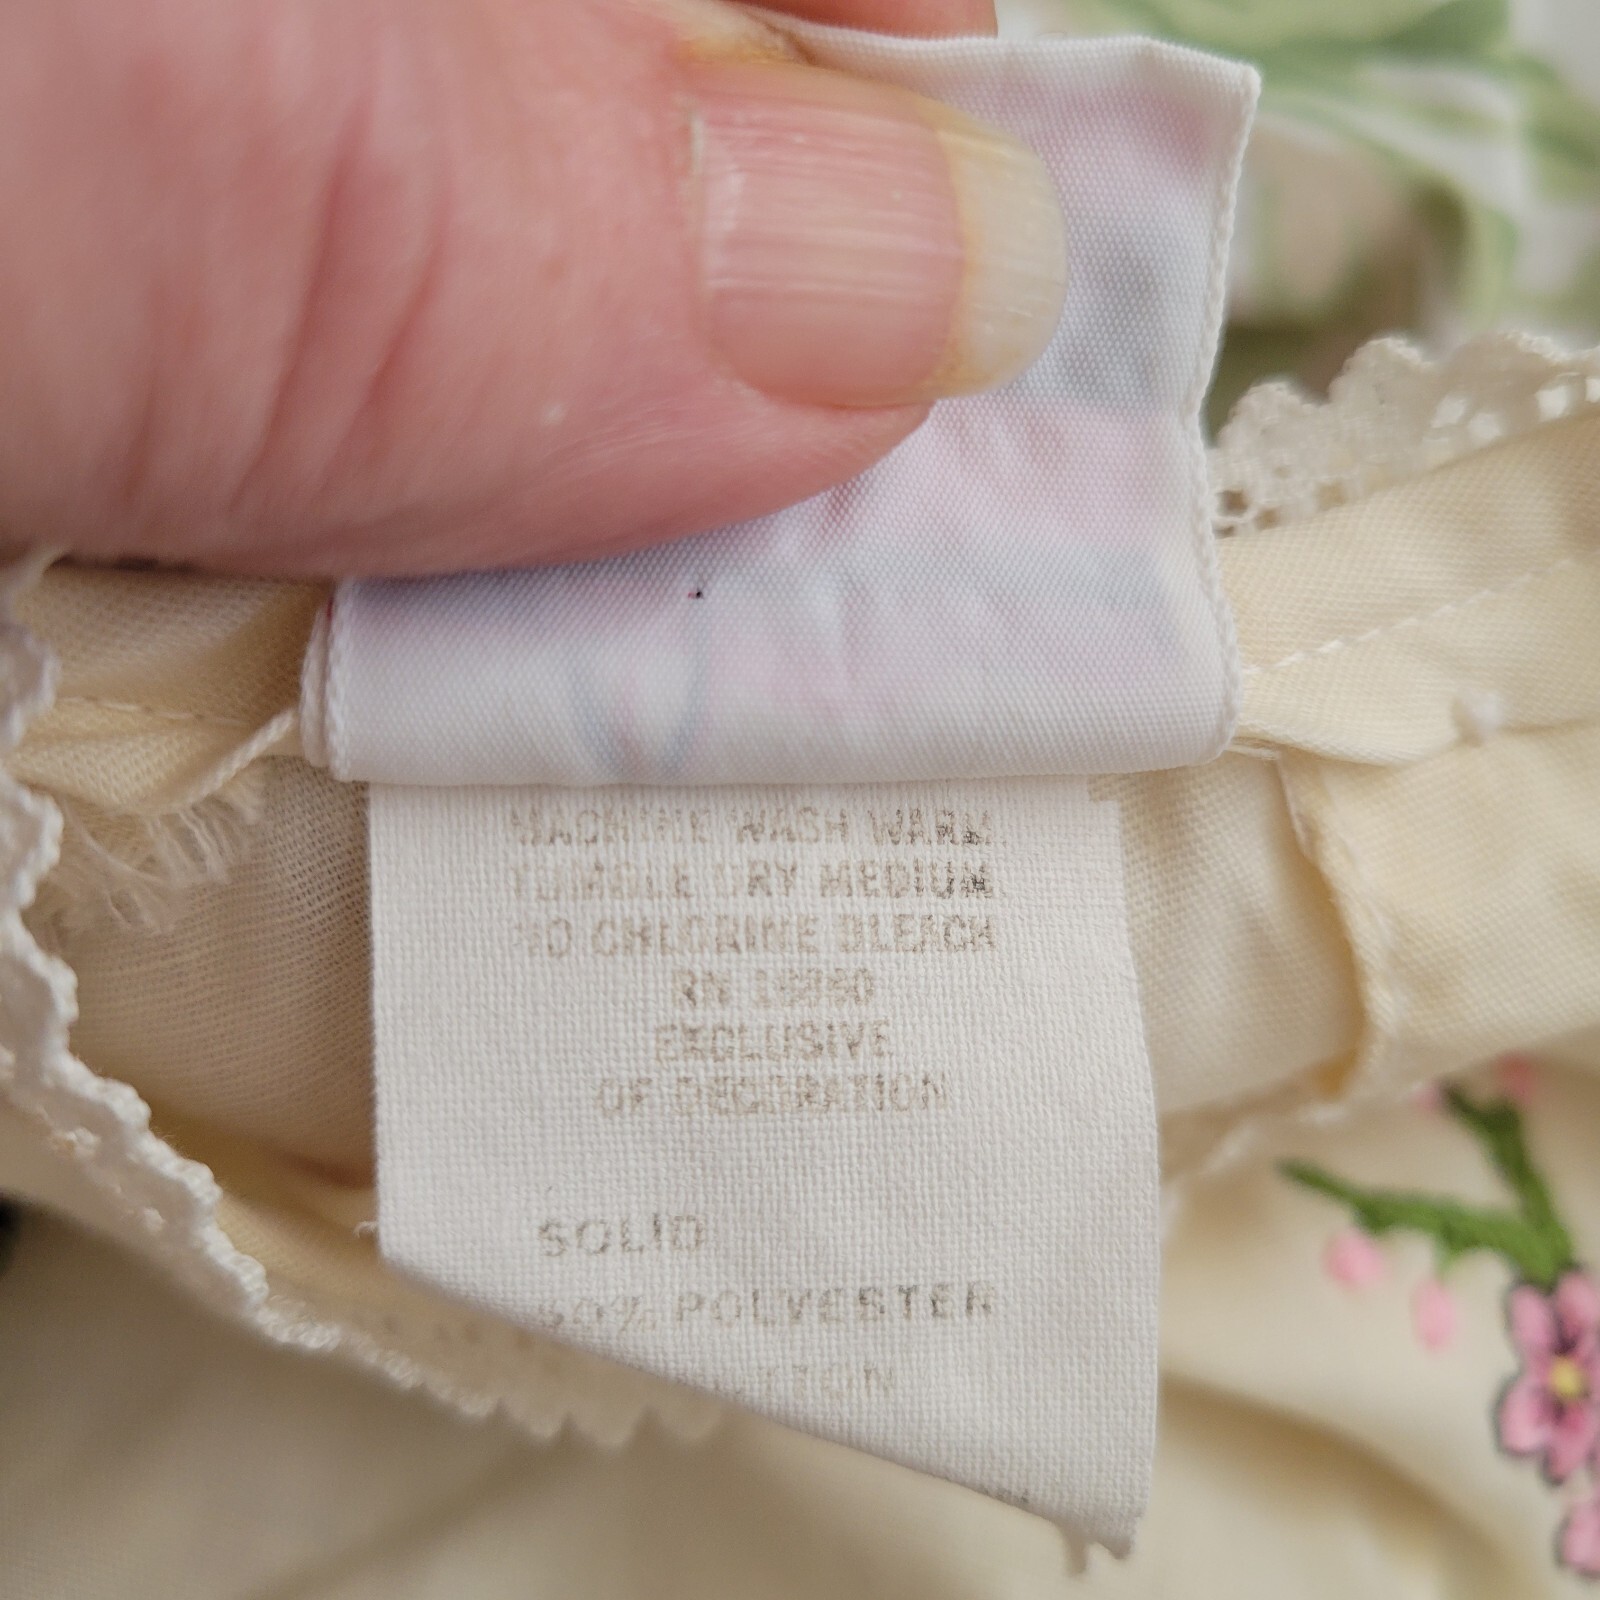 MACHINE WASH WARM
TUMBLE DRY MEDIUM
NO CHLORINE BLEACH
RN
EXCLUSIVE
OF DECORATION
SOLID
POLYESTER